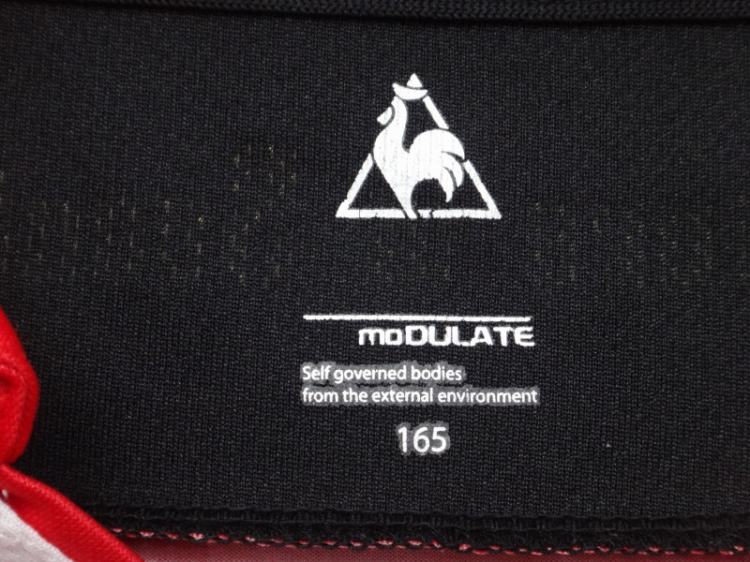 moDULATE
Self governed bodies
from the external environment
165